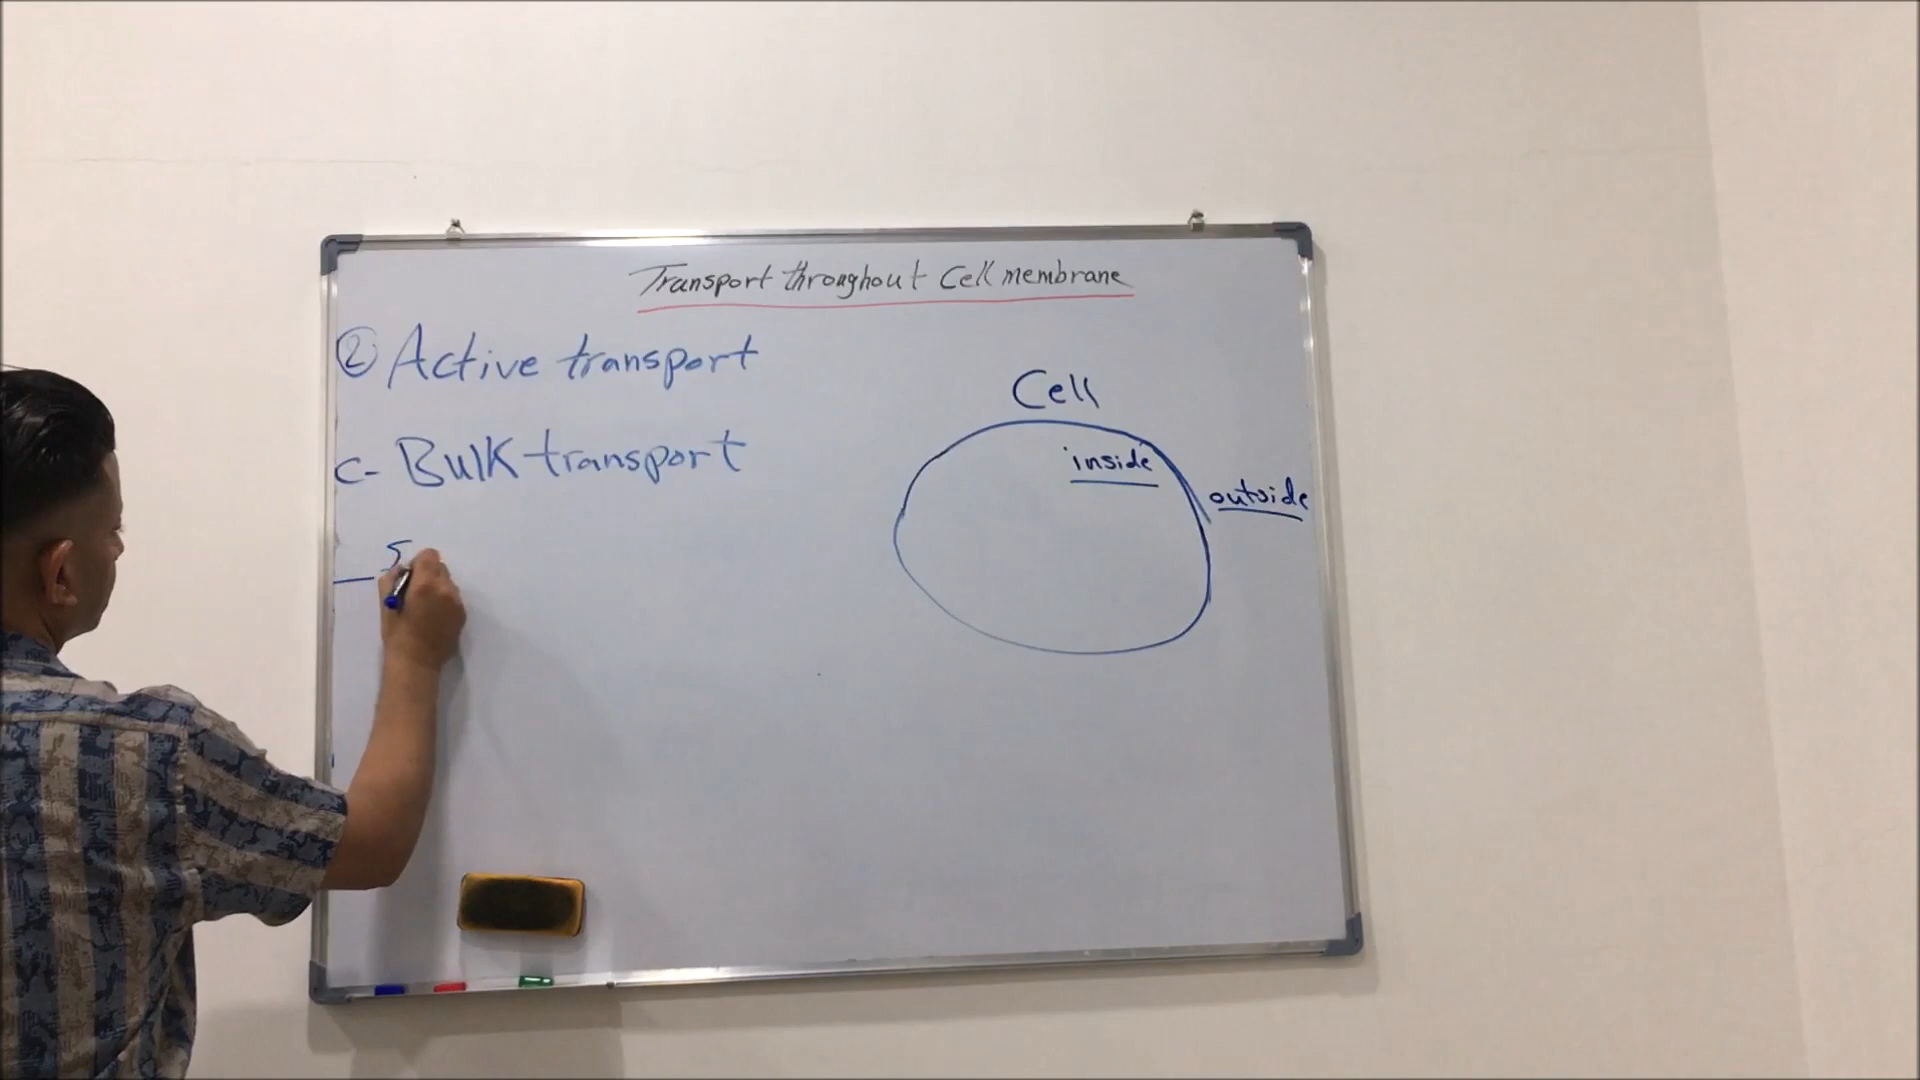 Transport throughout Cell membrane
② Active transport
Cell
C- Bulk transport
inside
outside